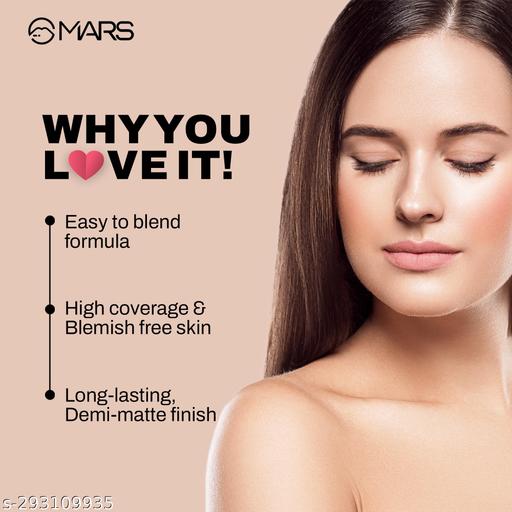 MARS
WHY YOU
LOVE IT!
Easy to blend
formula
High coverage &
Blemish free skin
Long-lasting,
Demi-matte finish
s-293109935